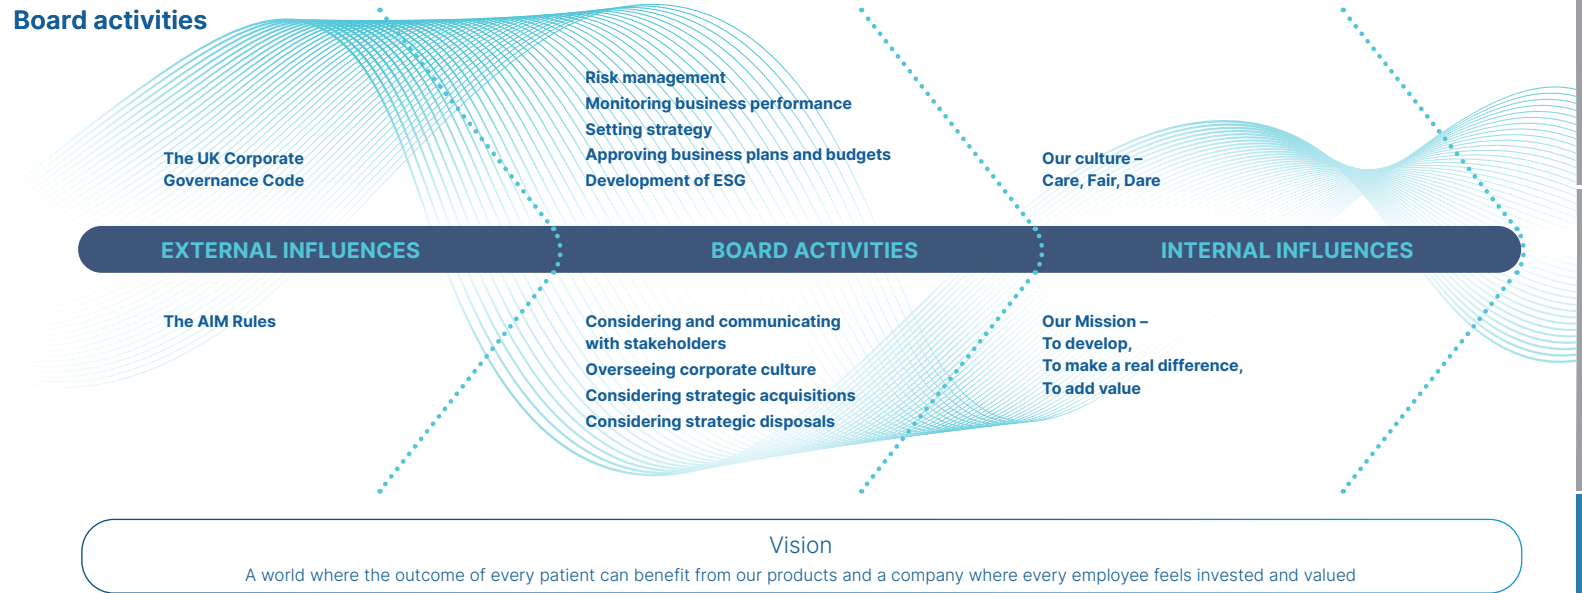 Board activities
The UK Corporate
Governance Code
Risk management
Monitoring business performance
Setting strategy
Approving business plans and budgets
Development of ESG
Our culture –
Care, Fair, Dare
EXTERNAL INFLUENCES
BOARD ACTIVITIES
INTERNAL INFLUENCES
The AIM Rules
Considering and communicating
with stakeholders
Overseeing corporate culture
Considering strategic acquisitions
Considering strategic disposals
Our Mission –
To develop,
To make a real difference,
To add value
Vision
A world where the outcome of every patient can benefit from our products and a company where every employee feels invested and valued